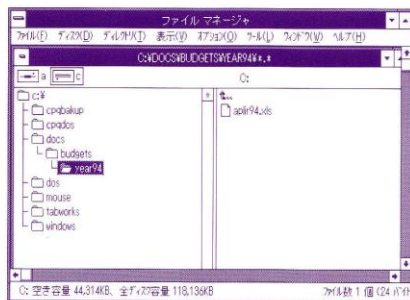 ファイル マネージャ
ファイル(F) ディスク(D) ディレクトリ(T) 表示(V) オプション(O) ツール(L) ウィンドウ(W) ヘルプ(H)
C:¥DOCS¥BUDGETS¥YEAR94¥*.*
a c C:
c:¥
cpqbakup
cpqdos
docs
budgets
year94
dos
mouse
tabworks
windows
aplir94.xls
C: 空き容量 44,314KB、全ディスク容量 118,136KB
ファイル数 1 個 (24 バイト